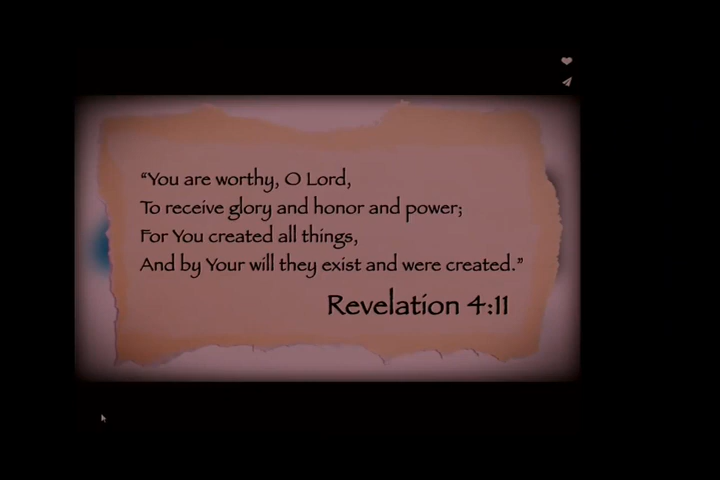 “You are worthy, O Lord,
To receive glory and honor and power;
For You created all things,
And by Your will they exist and were created.”
Revelation 4:11